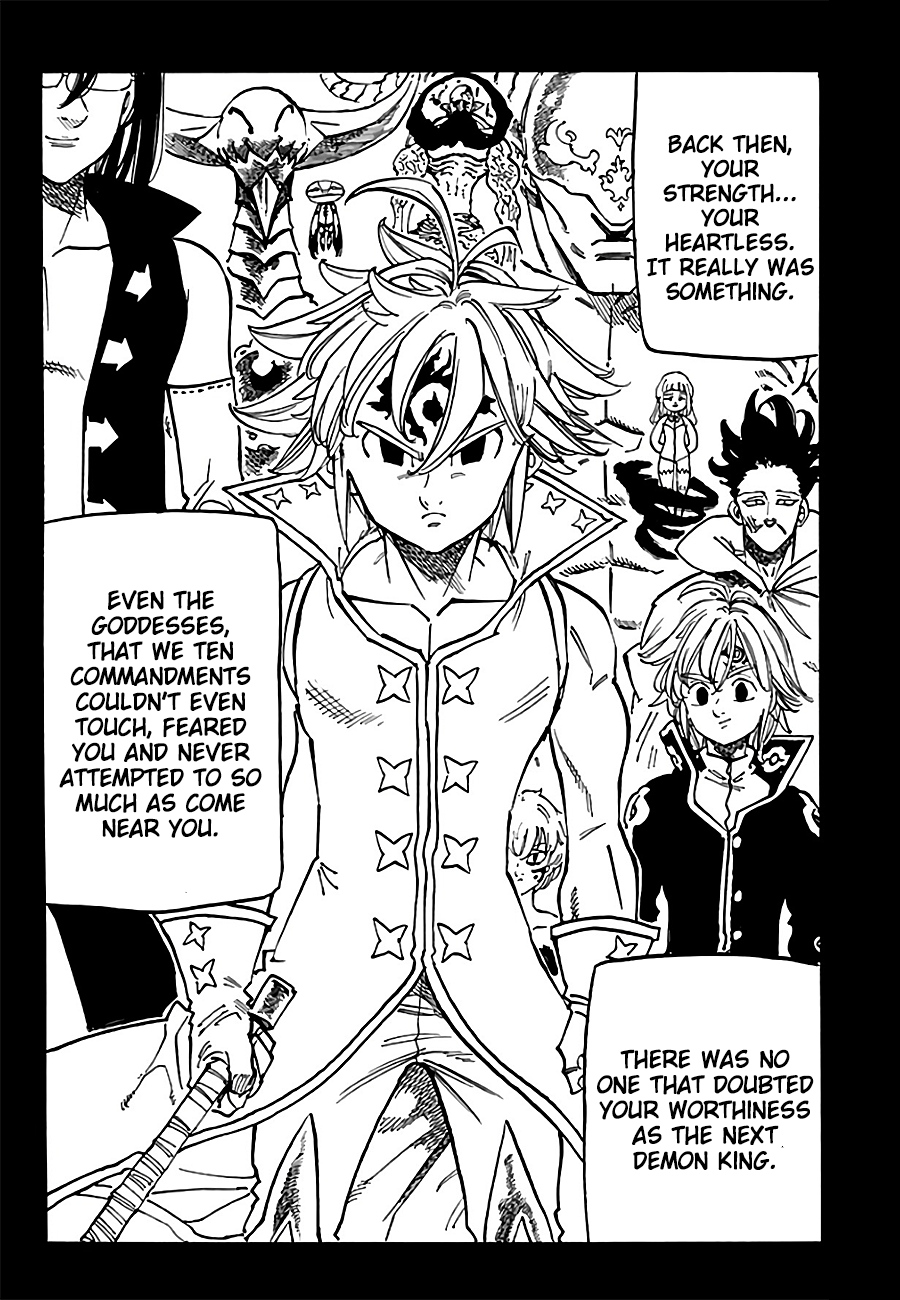 BACK THEN,
YOUR
STRENGTH...
YOUR
HEARTLESS.
IT REALLY WAS
SOMETHING.
EVEN THE
GODDESSES,
THAT WE TEN
COMMANDMENTS
COULDN'T EVEN
TOUCH, FEARED
YOU AND NEVER
ATTEMPTED TO SO
MUCH AS COME
NEAR YOU.
THERE WAS NO
ONE THAT DOUBTED
YOUR WORTHINESS
AS THE NEXT
DEMON KING.